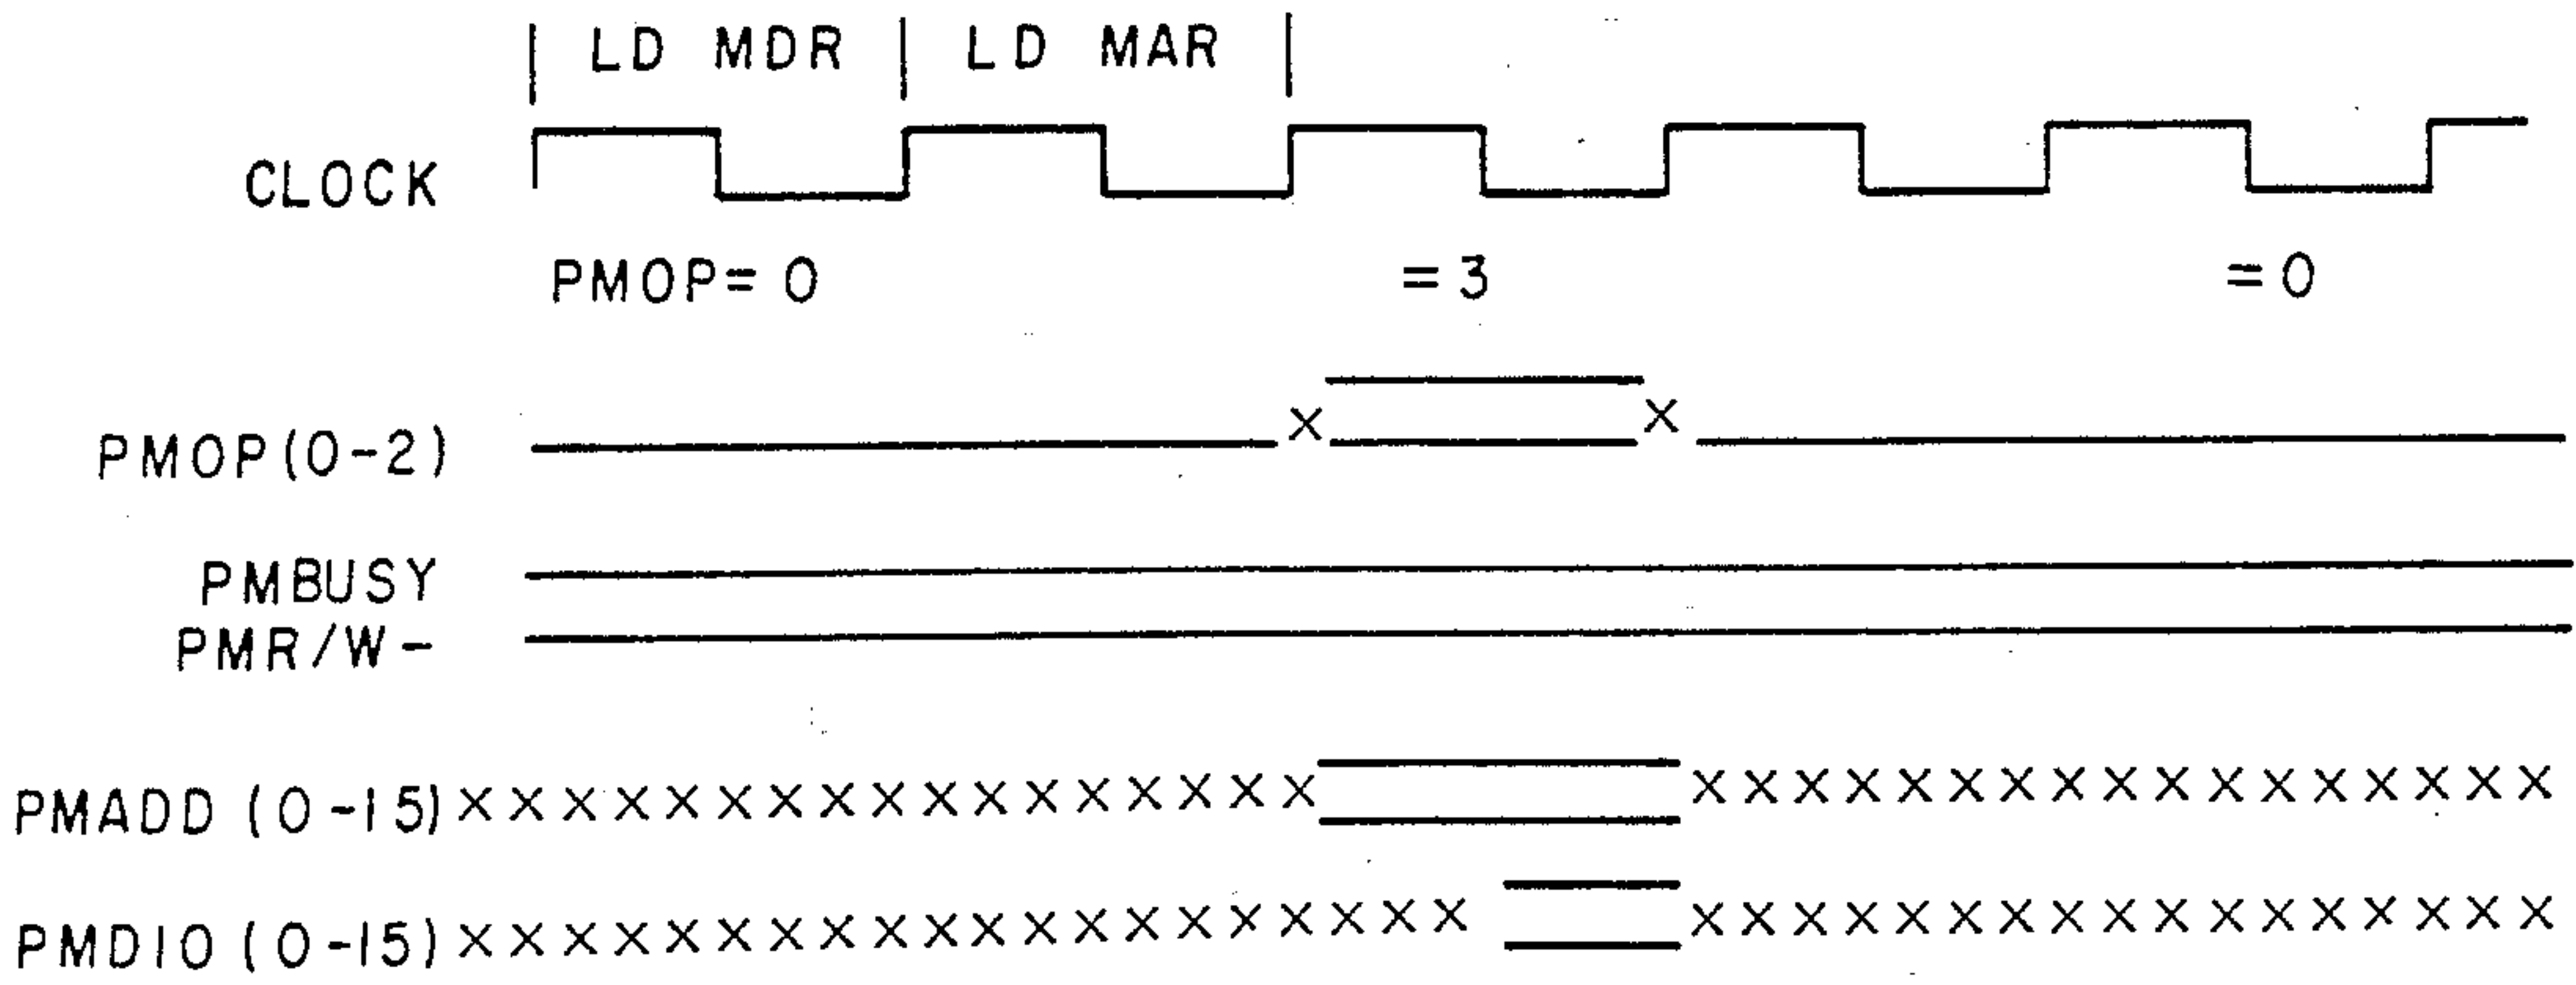 LD MDR LD MAR
CLOCK
PMOP= 0 =3 =0
PMOP(0-2)
PMBUSY
PMR/W-
PMADD (0-15)
PMDIO (0-15)